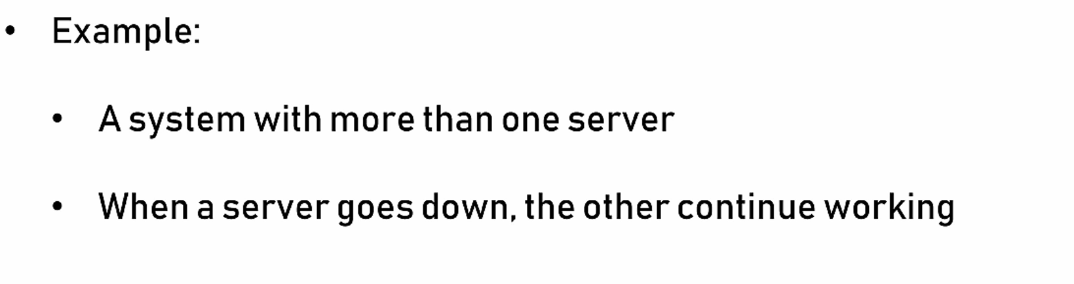 • Example:
• A system with more than one server
• When a server goes down, the other continue working